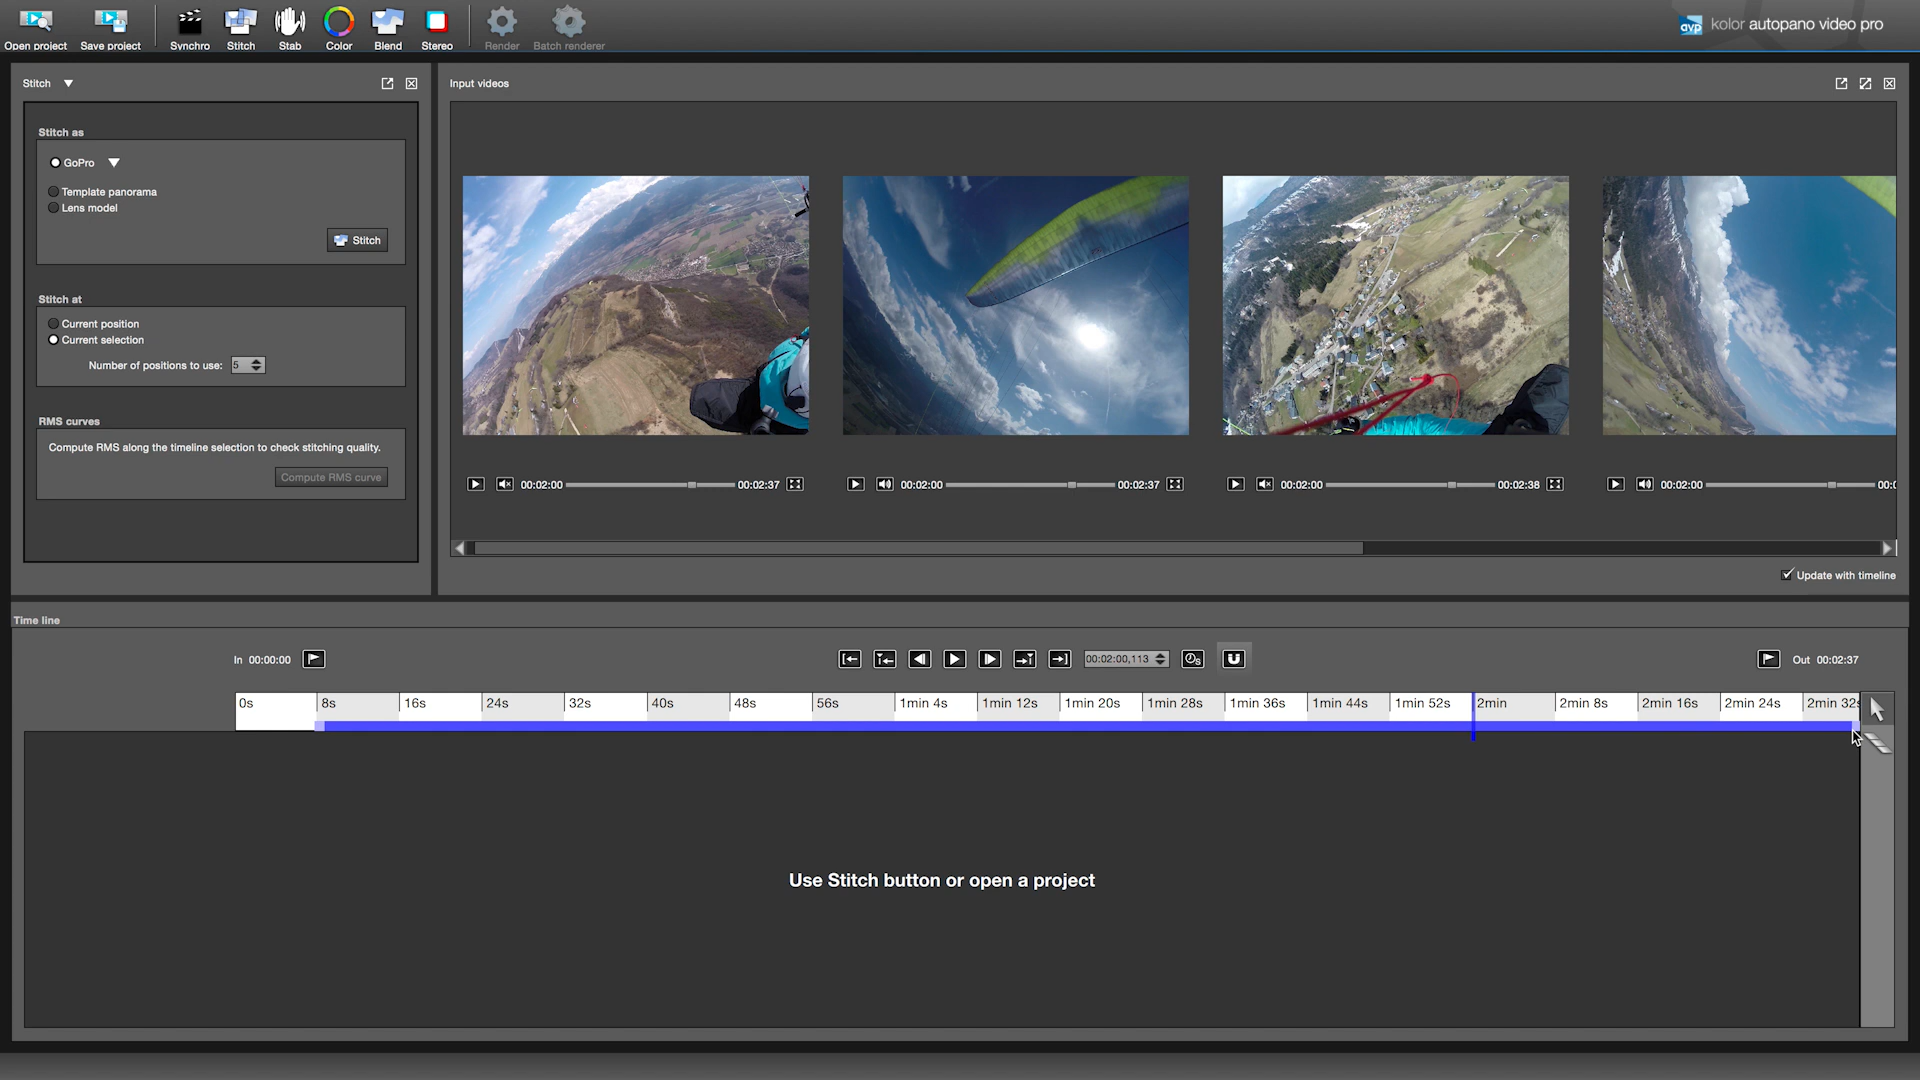 Open project
Save project
Synchro
Stitch
Stab
Color
Blend
Stereo
Render
Batch renderer
avp kolor autopano video pro
Stitch
Input videos
Stitch as
GoPro
Template panorama
Lens model
Stitch
Stitch at
Current position
Current selection
Number of positions to use: 5
RMS curves
Compute RMS along the timeline selection to check stitching quality.
Compute RMS curve
00:02:00 00:02:37
00:02:00 00:02:37
00:02:00 00:02:38
00:02:00 00:0
Update with timeline
Time line
In 00:00:00
00:02:00,113
Out 00:02:37
0s 8s 16s 24s 32s 40s 48s 56s 1min 4s 1min 12s 1min 20s 1min 28s 1min 36s 1min 44s 1min 52s 2min 2min 8s 2min 16s 2min 24s 2min 32s
Use Stitch button or open a project